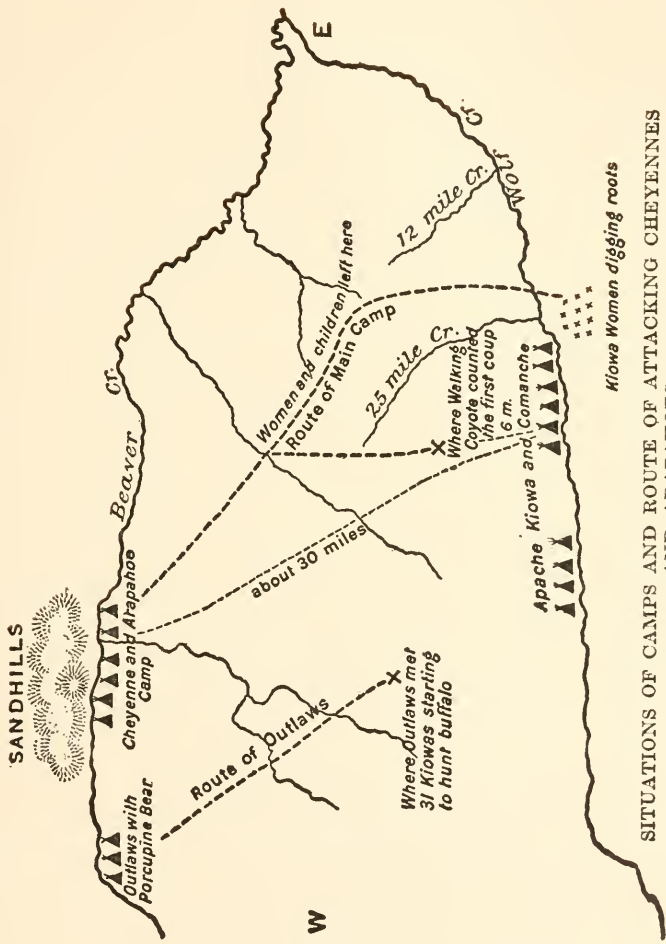 SANDHILLS
Beaver Cr.
Cheyenne and Arapahoe
Camp
Outlaws with
Porcupine Bear
Route of Outlaws
Where Outlaws met
31 Kiowas starting
to hunt buffalo
W
E
about 30 miles
Women and children left here
Route of Main Camp
25 mile Cr.
12 mile Cr.
Wolf Cr.
Where Walking
Coyote counted
the first coup
6 m.
Apache
Kiowa and Comanche
Kiowa Women digging roots
SITUATIONS OF CAMPS AND ROUTE OF ATTACKING CHEYENNES